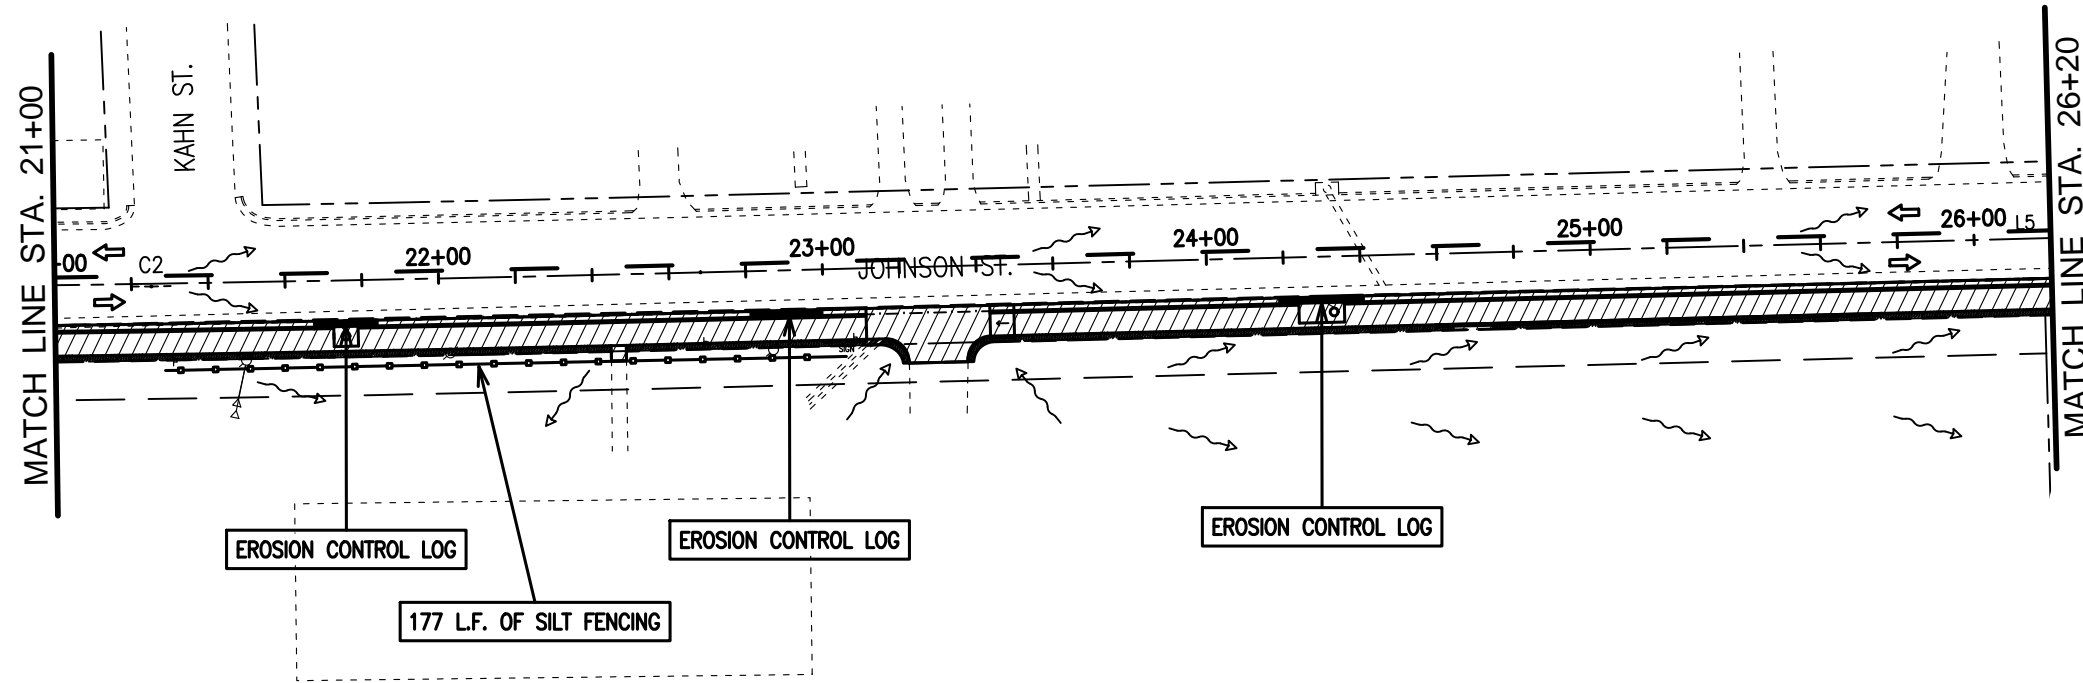 MATCH LINE STA. 21+00
KAHN ST.
+00
C2
22+00
23+00
JOHNSON ST.
24+00
25+00
26+00
L5
MATCH LINE STA. 26+20
SIGN
EROSION CONTROL LOG
EROSION CONTROL LOG
EROSION CONTROL LOG
177 L.F. OF SILT FENCING